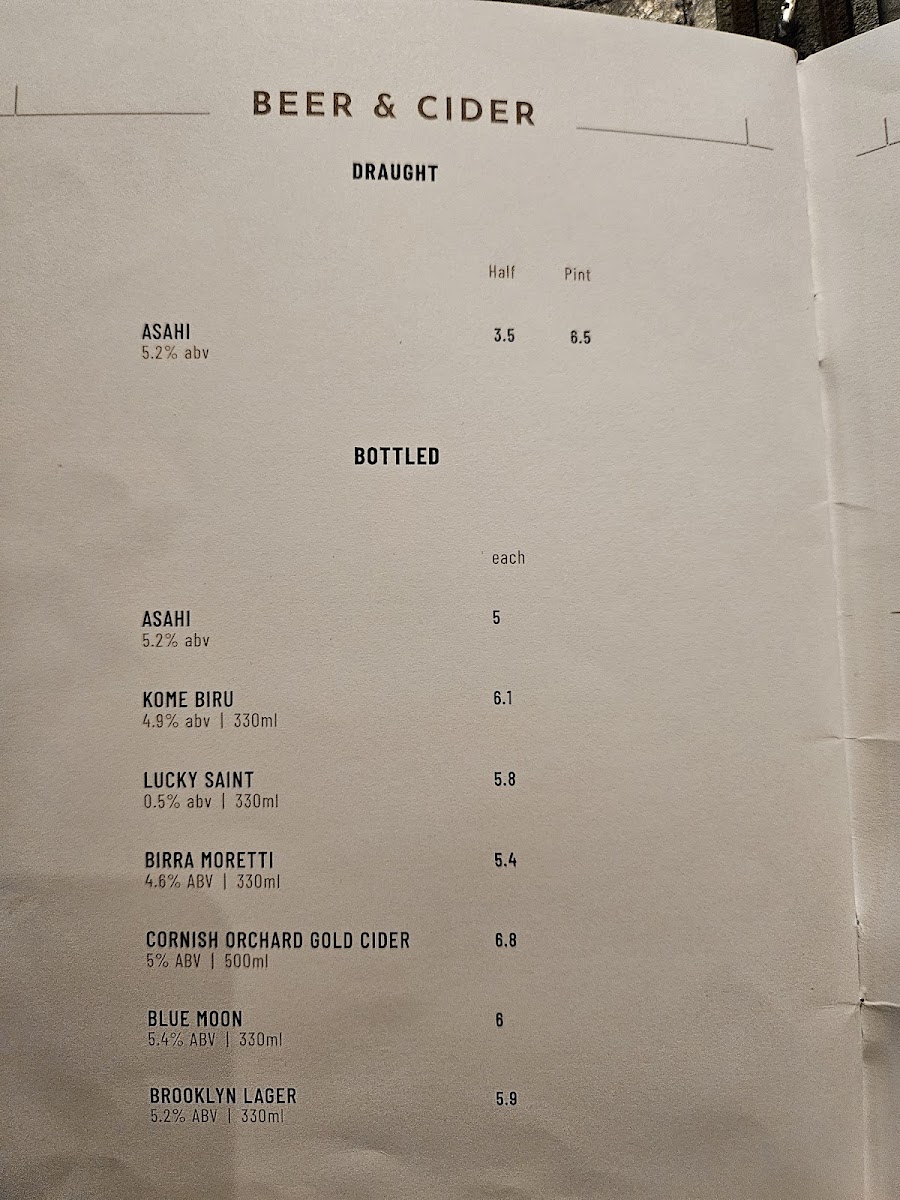 BEER & CIDER
DRAUGHT
Half Pint
ASAHI 3.5 6.5
5.2% abv
BOTTLED
each
ASAHI 5
5.2% abv
KOME BIRU 6.1
4.9% abv | 330ml
LUCKY SAINT 5.8
0.5% abv | 330ml
BIRRA MORETTI 5.4
4.6% ABV | 330ml
CORNISH ORCHARD GOLD CIDER 6.8
5% ABV | 500ml
BLUE MOON 6
5.4% ABV | 330ml
BROOKLYN LAGER 5.9
5.2% ABV | 330ml